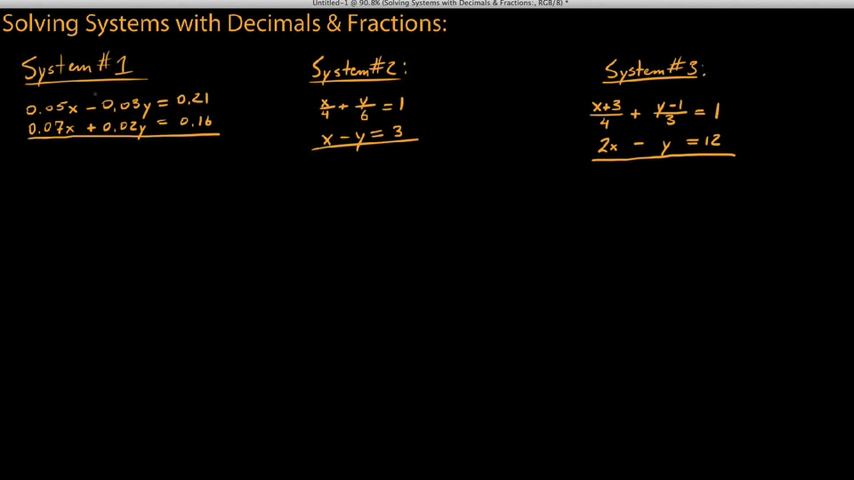 Untitled-1 @ 90.8% (Solving Systems with Decimals & Fractions:, RGB/8) *
Solving Systems with Decimals & Fractions:
System #1
0.05x - 0.03y = 0.21
0.07x + 0.02y = 0.16
System #2:
x/4 + y/6 = 1
x - y = 3
System #3:
x+3/4 + y-1/3 = 1
2x - y = 12